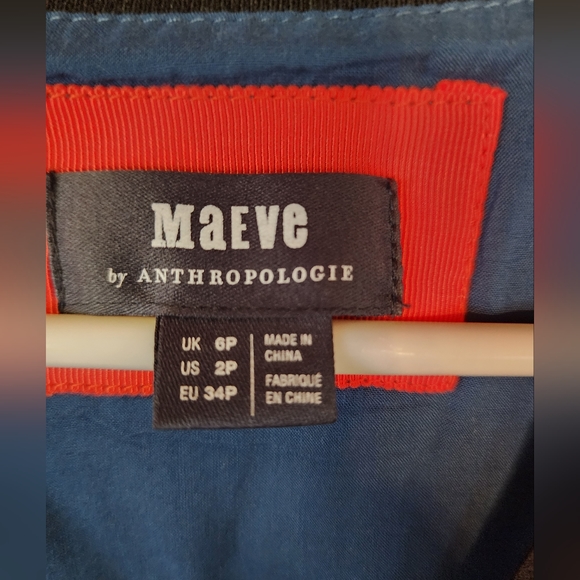 MaEVe
by ANTHROPOLOGIE
UK 6P
US 2P
EU 34P
MADE IN
CHINA
FABRIQUÉ
EN CHINE